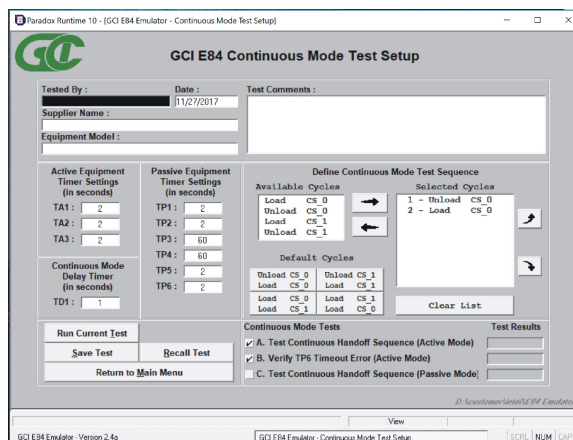 Paradox Runtime 10 - [GCI E84 Emulator - Continuous Mode Test Setup]
GCI
GCI E84 Continuous Mode Test Setup
Tested By :
Date :
11/27/2017
Test Comments :
Supplier Name :
Equipment Model :
Active Equipment
Timer Settings
(in seconds)
TA1 : 2
TA2 : 2
TA3 : 2
Continuous Mode
Delay Timer
(in seconds)
TD1 : 1
Passive Equipment
Timer Settings
(in seconds)
TP1 : 2
TP2 : 2
TP3 : 60
TP4 : 60
TP5 : 2
TP6 : 2
Define Continuous Mode Test Sequence
Available Cycles
Load CS_0
Unload CS_0
Load CS_1
Unload CS_1
Selected Cycles
1 - Unload CS_0
2 - Load CS_0
Default Cycles
Unload CS_0
Load CS_0
Unload CS_1
Load CS_1
Load CS_0
Load CS_1
Load CS_1
Load CS_0
Clear List
Run Current Test
Save Test
Recall Test
Return to Main Menu
Continuous Mode Tests
Test Results
A. Test Continuous Handoff Sequence (Active Mode)
B. Verify TP6 Timeout Error (Active Mode)
C. Test Continuous Handoff Sequence (Passive Mode)
D:\customer\intel\E84 Emulator
View
GCI E84 Emulator - Version 2.4a
GCI E84 Emulator - Continuous Mode Test Setup
SCRL
NUM
CAPS